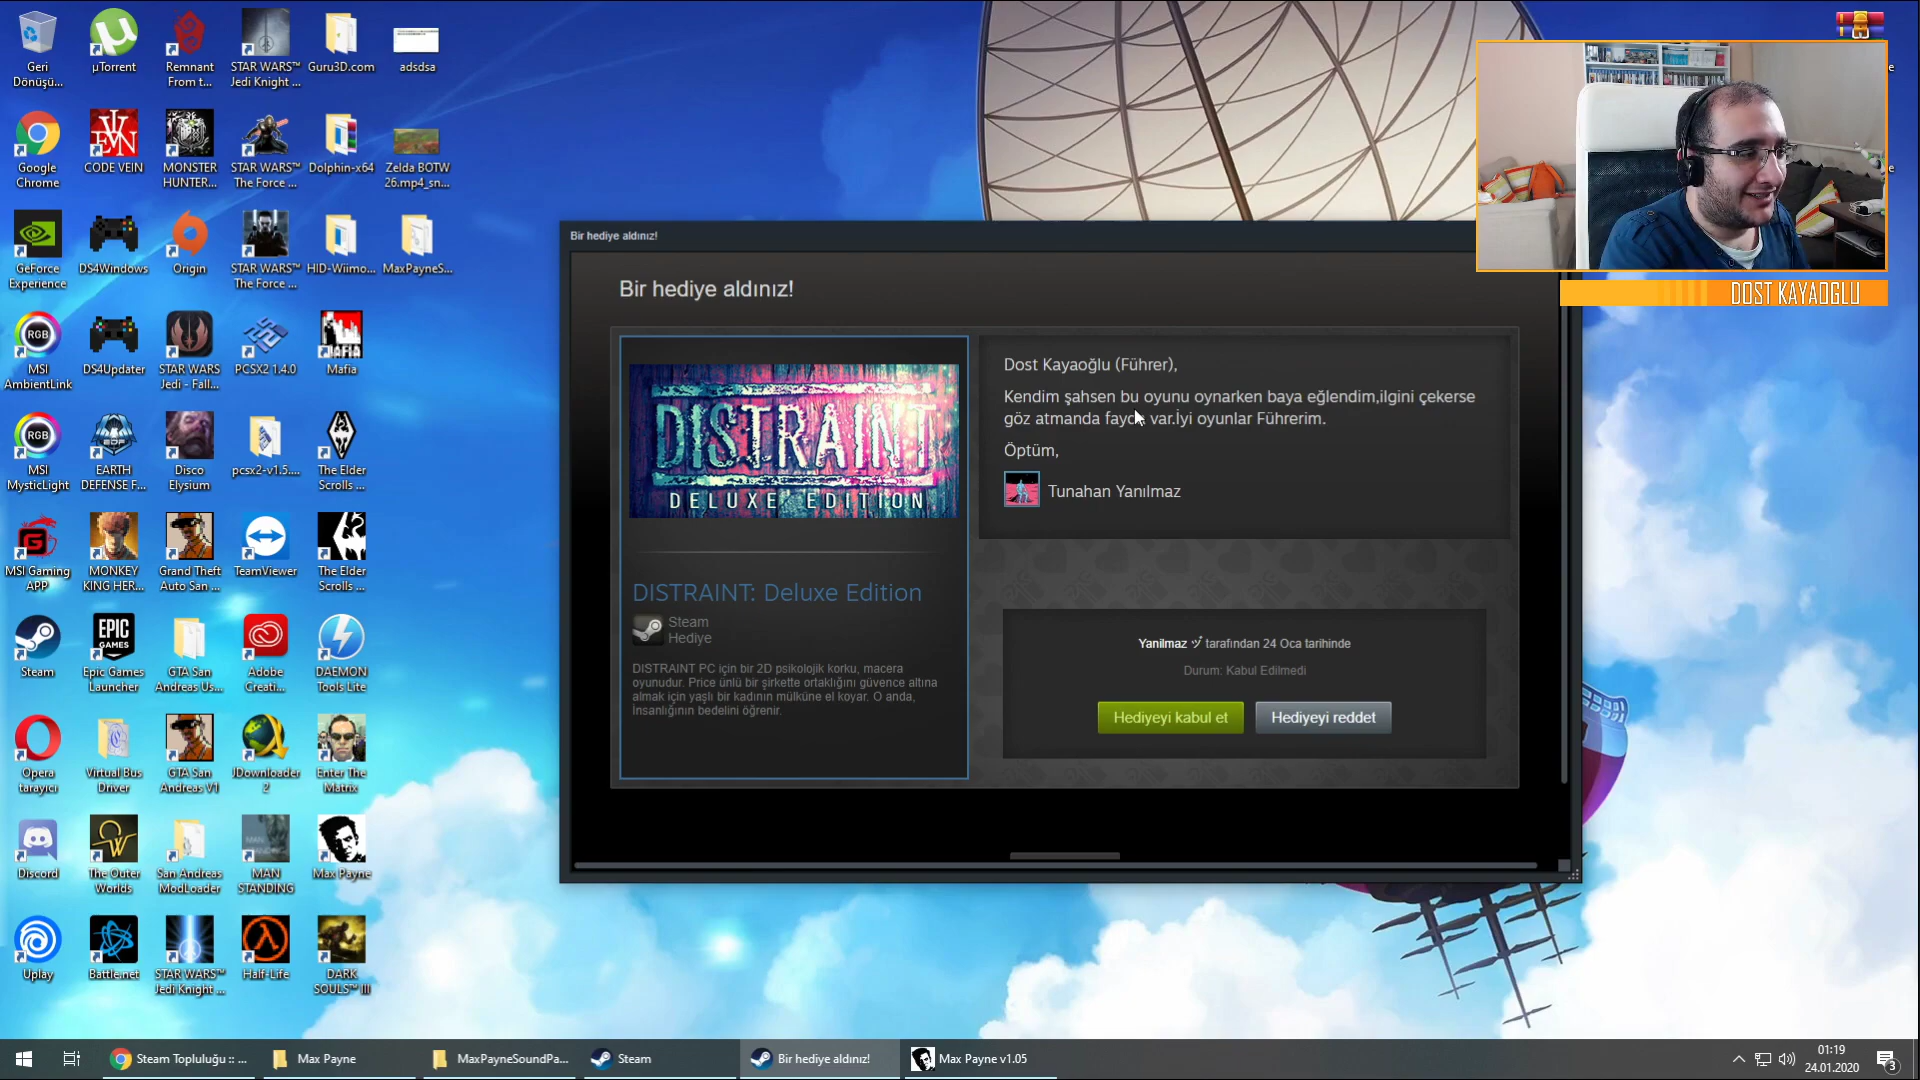 Geri
Dönüşü...
µTorrent
Remnant
From t...
STAR WARS™
Jedi Knight ...
Guru3D.com
adsdsa
Google
Chrome
CODE VEIN
MONSTER
HUNTER...
STAR WARS™
The Force ...
Dolphin-x64
Zelda BOTW
26.mp4_sn...
GeForce
Experience
DS4Windows
Origin
STAR WARS™
The Force ...
HID-Wiimo...
MaxPayneS...
MSI
AmbientLink
DS4Updater
STAR WARS
Jedi - Fall...
PCSX2 1.4.0
Mafia
MSI
MysticLight
EARTH
DEFENSE F...
Disco
Elysium
pcsx2-v1.5....
The Elder
Scrolls ...
MSI Gaming
APP
MONKEY
KING HER...
Grand Theft
Auto San ...
TeamViewer
The Elder
Scrolls ...
Steam
Epic Games
Launcher
GTA San
Andreas Us...
Adobe
Creati...
DAEMON
Tools Lite
Opera
tarayıcı
Virtual Bus
Driver
GTA San
Andreas V1
JDownloader
2
Enter The
Matrix
Discord
The Outer
Worlds
San Andreas
ModLoader
MAN
STANDING
Max Payne
Uplay
Battle.net
STAR WARS™
Jedi Knight ...
Half-Life
DARK
SOULS™ III
DOST KAYAOGLU
Bir hediye aldınız!
Bir hediye aldınız!
DISTRAINT
DELUXE EDITION
DISTRAINT: Deluxe Edition
Steam
Hediye
DISTRAINT PC için bir 2D psikolojik korku, macera
oyunudur. Price ünlü bir şirkette ortaklığını güvence altına
almak için yaşlı bir kadının mülküne el koyar. O anda,
İnsanlığının bedelini öğrenir.
Dost Kayaoğlu (Führer),
Kendim şahsen bu oyunu oynarken baya eğlendim,ilgini çekerse
göz atmanda fayda var.İyi oyunlar Führerim.
Öptüm,
Tunahan Yanılmaz
Yanilmaz ヅ tarafından 24 Oca tarihinde
Durum: Kabul Edilmedi
Hediyeyi kabul et
Hediyeyi reddet
Steam Topluluğu :: ...
Max Payne
MaxPayneSoundPa...
Steam
Bir hediye aldınız!
Max Payne v1.05
01:19
24.01.2020
3